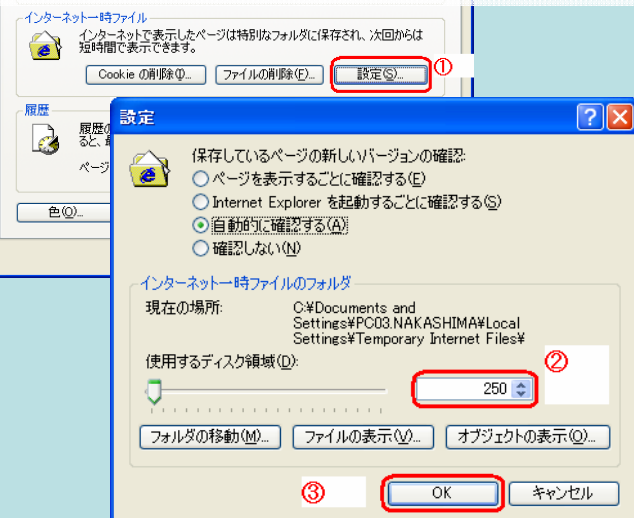 インターネット一時ファイル
インターネットで表示したページは特別なフォルダに保存され、次回からは
短時間で表示できます。
Cookie の削除(I)...
ファイルの削除(F)...
設定(S)...
①
履歴
履歴の
ると、
ページ
色(O)...
設定
保存しているページの新しいバージョンの確認:
ページを表示するごとに確認する(E)
Internet Explorer を起動するごとに確認する(S)
自動的に確認する(A)
確認しない(N)
インターネット一時ファイルのフォルダ
現在の場所:
C:¥Documents and
Settings¥PC03.NAKASHIMA¥Local
Settings¥Temporary Internet Files¥
使用するディスク領域(D):
②
250
フォルダの移動(M)...
ファイルの表示(V)...
オブジェクトの表示(O)...
③
OK
キャンセル